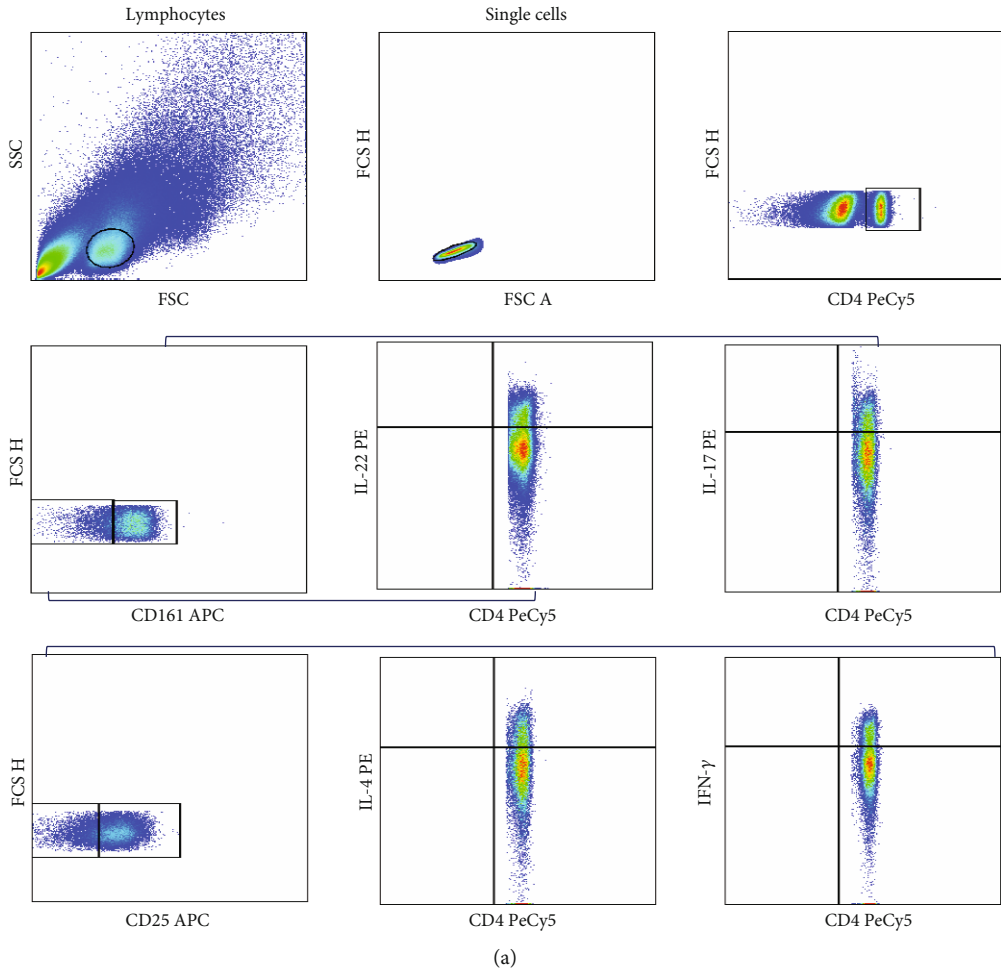 Lymphocytes
Single cells
SSC
FSC
FCS H
FSC A
FCS H
CD4 PeCy5
FCS H
CD161 APC
IL-22 PE
CD4 PeCy5
IL-17 PE
CD4 PeCy5
FCS H
CD25 APC
IL-4 PE
CD4 PeCy5
IFN-γ
CD4 PeCy5
(a)